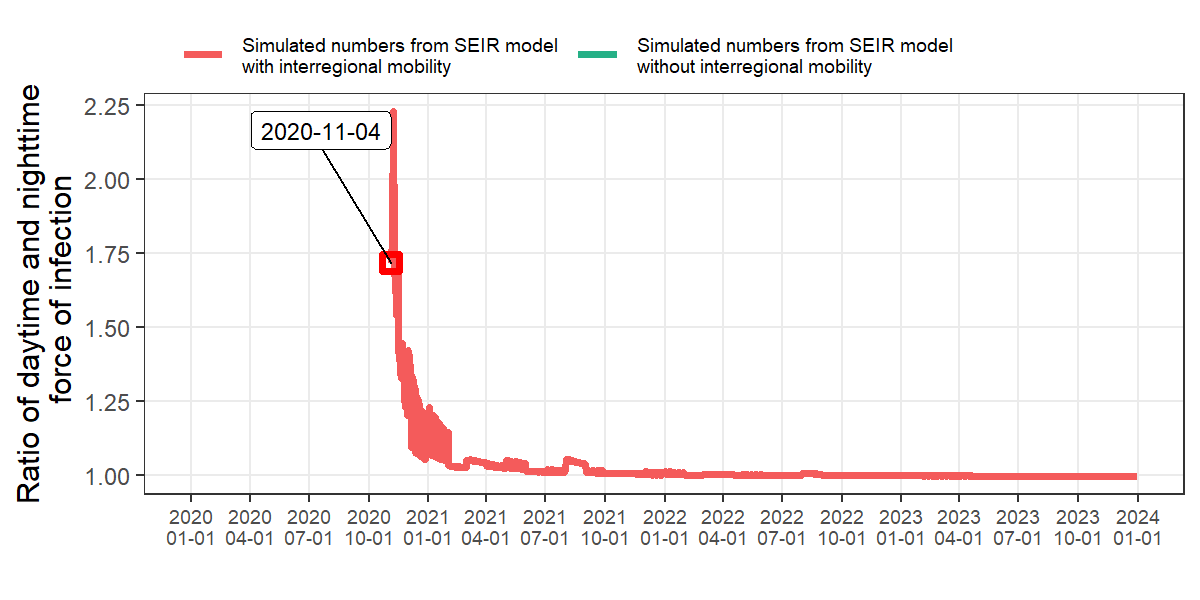 Simulated numbers from SEIR model
with interregional mobility
Simulated numbers from SEIR model
without interregional mobility
Ratio of daytime and nighttime
force of infection
2.25
2.00
1.75
1.50
1.25
1.00
2020-11-04
2020 2020 2020 2020 2021 2021 2021 2021 2022 2022 2022 2022 2023 2023 2023 2023 2024
01-01 04-01 07-01 10-01 01-01 04-01 07-01 10-01 01-01 04-01 07-01 10-01 01-01 04-01 07-01 10-01 01-01